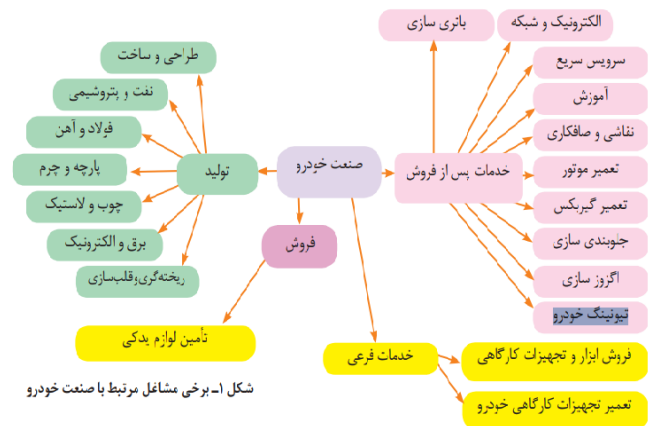 الکترونیک و شبکه
باتری سازی
سرویس سریع
آموزش
نقاشی و صافکاری
تعمیر موتور
تعمیر گیربکس
جلوبندی سازی
اگزوز سازی
تیونینگ خودرو
خدمات پس از فروش
صنعت خودرو
تولید
طراحی و ساخت
نفت و پتروشیمی
فولاد و آهن
پارچه و چرم
چوب و لاستیک
برق و الکترونیک
ریخته‌گری، قالب‌سازی
فروش
تأمین لوازم یدکی
خدمات فرعی
فروش ابزار و تجهیزات کارگاهی
تعمیر تجهیزات کارگاهی خودرو
شکل ۱ـ برخی مشاغل مرتبط با صنعت خودرو